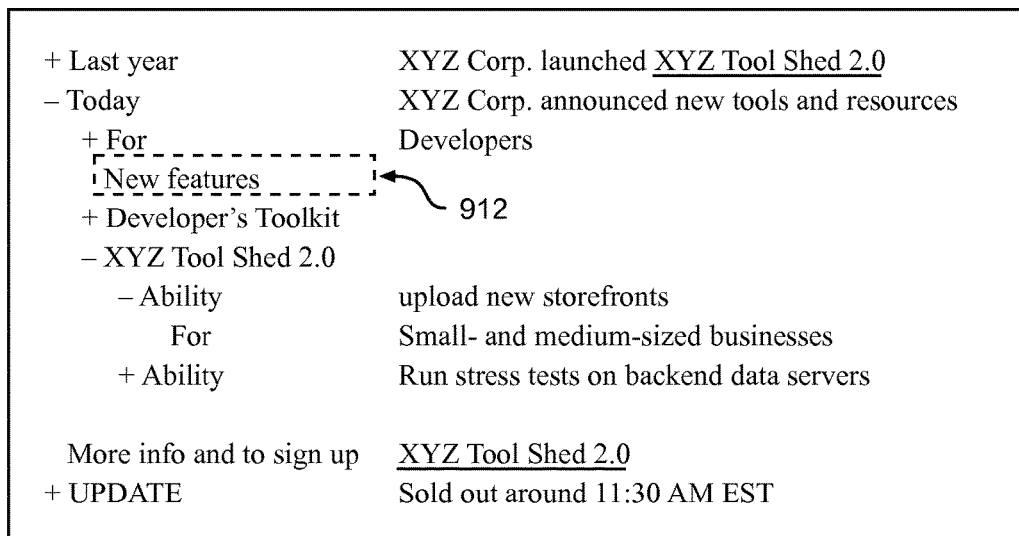 + Last year XYZ Corp. launched XYZ Tool Shed 2.0
– Today XYZ Corp. announced new tools and resources
+ For Developers
New features
912
+ Developer’s Toolkit
– XYZ Tool Shed 2.0
– Ability upload new storefronts
For Small- and medium-sized businesses
+ Ability Run stress tests on backend data servers
More info and to sign up XYZ Tool Shed 2.0
+ UPDATE Sold out around 11:30 AM EST